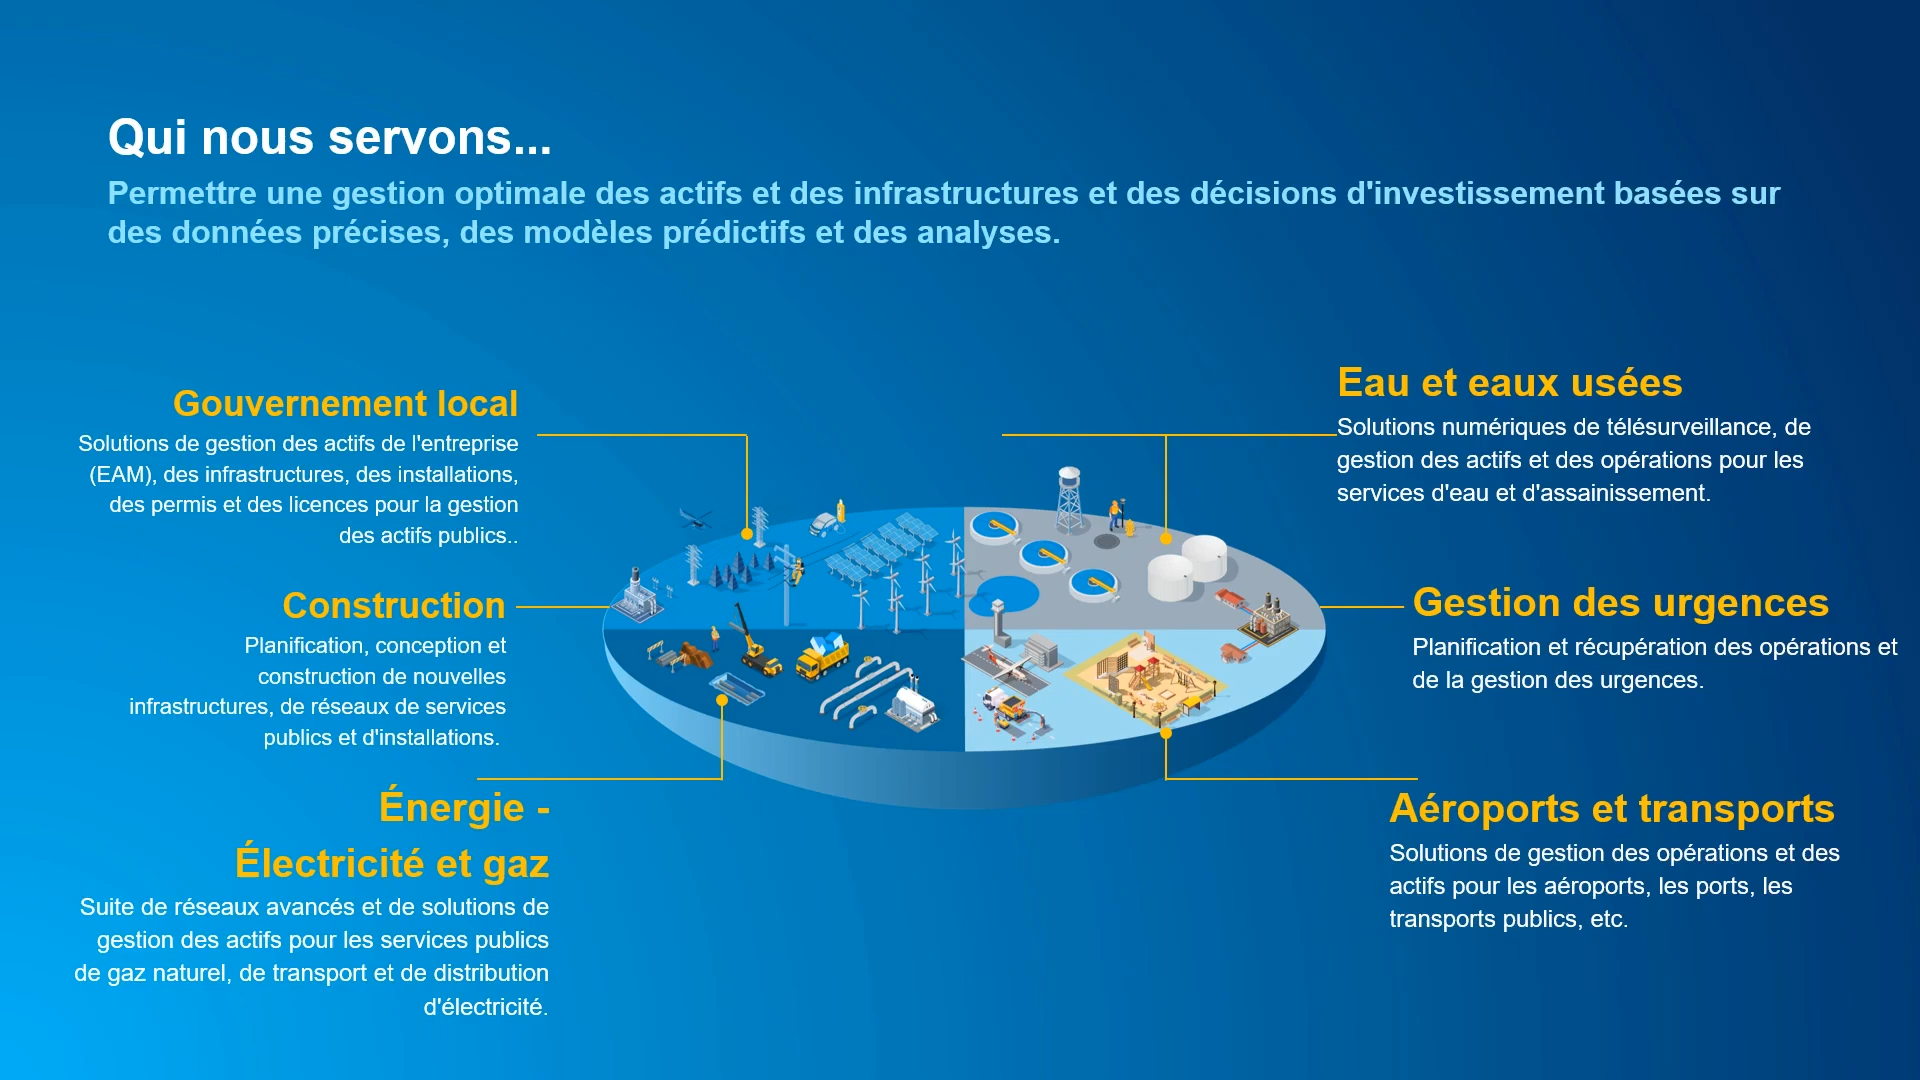 Qui nous servons...
Permettre une gestion optimale des actifs et des infrastructures et des décisions d'investissement basées sur
des données précises, des modèles prédictifs et des analyses.
Gouvernement local
Solutions de gestion des actifs de l'entreprise
(EAM), des infrastructures, des installations,
des permis et des licences pour la gestion
des actifs publics..
Construction
Planification, conception et
construction de nouvelles
infrastructures, de réseaux de services
publics et d'installations.
Énergie -
Électricité et gaz
Suite de réseaux avancés et de solutions de
gestion des actifs pour les services publics
de gaz naturel, de transport et de distribution
d'électricité.
Eau et eaux usées
Solutions numériques de télésurveillance, de
gestion des actifs et des opérations pour les
services d'eau et d'assainissement.
Gestion des urgences
Planification et récupération des opérations et
de la gestion des urgences.
Aéroports et transports
Solutions de gestion des opérations et des
actifs pour les aéroports, les ports, les
transports publics, etc.